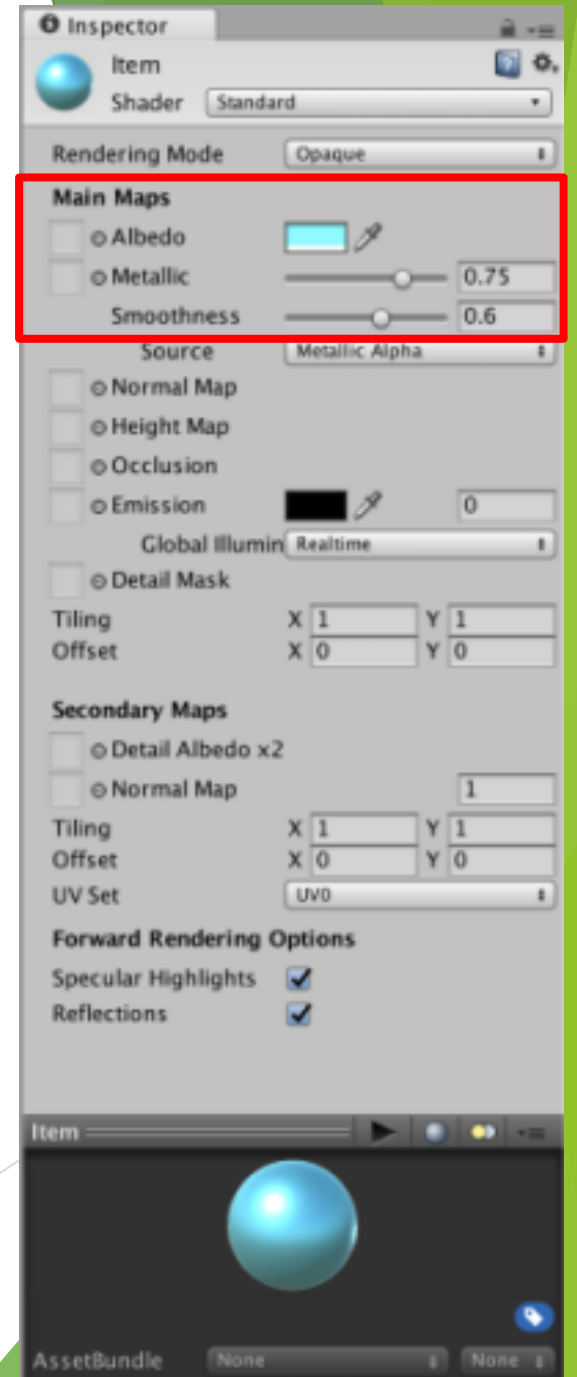 Inspector
Item
Shader Standard
Rendering Mode Opaque
Main Maps
Albedo
Metallic 0.75
Smoothness 0.6
Source Metallic Alpha
Normal Map
Height Map
Occlusion
Emission 0
Global Illumin Realtime
Detail Mask
Tiling X 1 Y 1
Offset X 0 Y 0
Secondary Maps
Detail Albedo x2
Normal Map 1
Tiling X 1 Y 1
Offset X 0 Y 0
UV Set UV0
Forward Rendering Options
Specular Highlights
Reflections
Item
AssetBundle None None